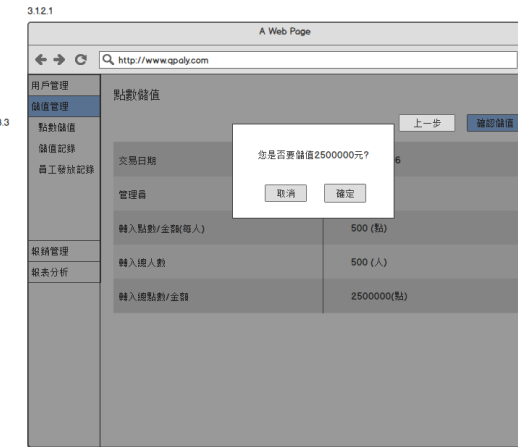 3.1.2.1
A Web Page
http://www.qpaly.com
用戶管理
儲值管理
點數儲值
儲值記錄
員工發放記錄
報銷管理
報表分析
.3
點數儲值
上一步
確認儲值
您是否要儲值2500000元?
取消
確定
交易日期
6
管理員
輸入點數/金額(每人)
500 (點)
輸入總人數
500 (人)
輸入總點數/金額
2500000(點)